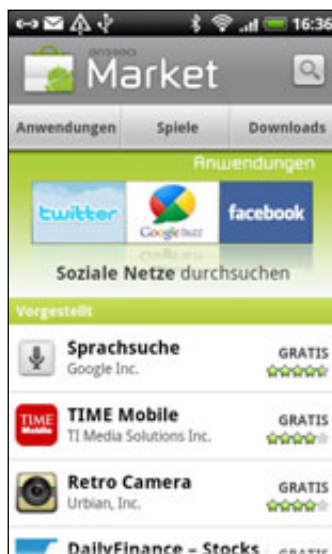 16:36
ANDROID
Market
Anwendungen Spiele Downloads
Anwendungen
twitter Google buzz facebook
Soziale Netze durchsuchen
Vorgestellt
Sprachsuche
GRATIS
Google Inc.
TIME Mobile
TIME Mobile
GRATIS
TI Media Solutions Inc.
Retro Camera
GRATIS
Urbian, Inc.
DailyFinance – Stocks
GRATIS